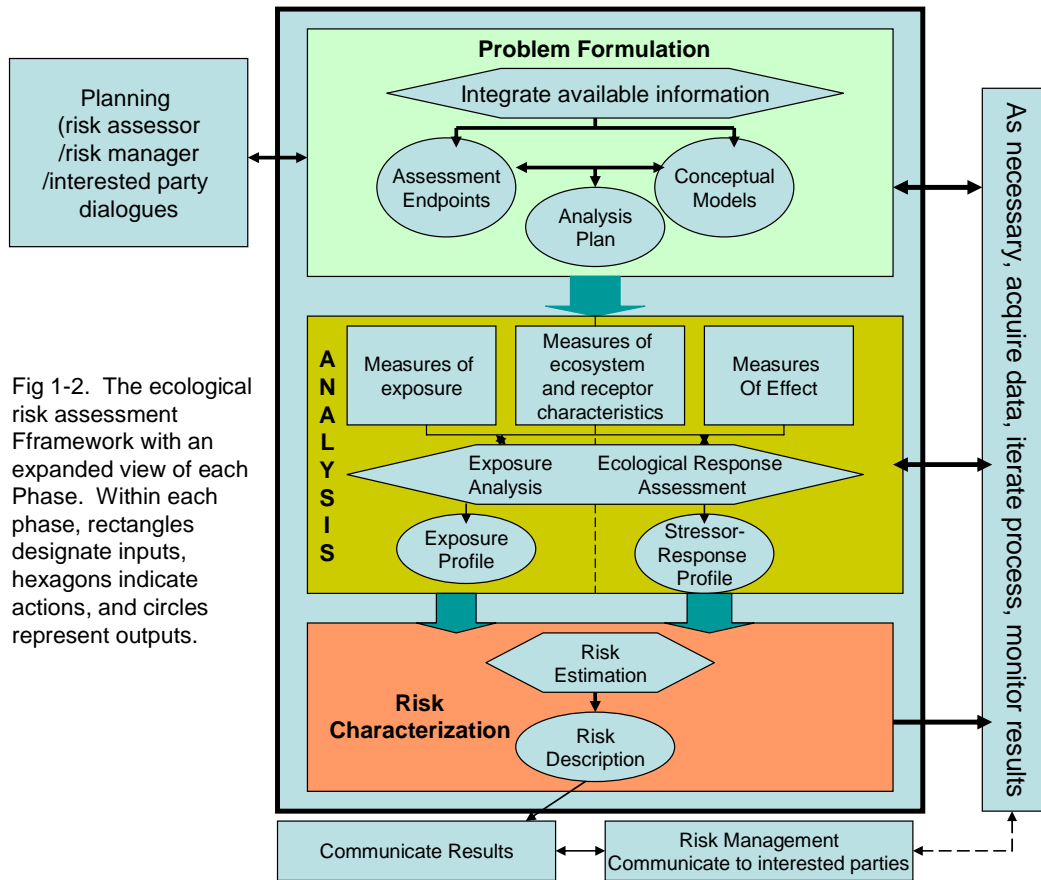 Planning
(risk assessor
/risk manager
/interested party
dialogues
Problem Formulation
Integrate available information
Assessment
Endpoints
Conceptual
Models
Analysis
Plan
Fig 1-2. The ecological
risk assessment
Fframework with an
expanded view of each
Phase. Within each
phase, rectangles
designate inputs,
hexagons indicate
actions, and circles
represent outputs.
ANALYSIS
Measures of
exposure
Measures of
ecosystem
and receptor
characteristics
Measures
Of Effect
Exposure
Analysis
Ecological Response
Assessment
Exposure
Profile
Stressor-
Response
Profile
Risk
Characterization
Risk
Estimation
Risk
Description
Communicate Results
Risk Management
Communicate to interested parties
As necessary, acquire data, iterate process, monitor results